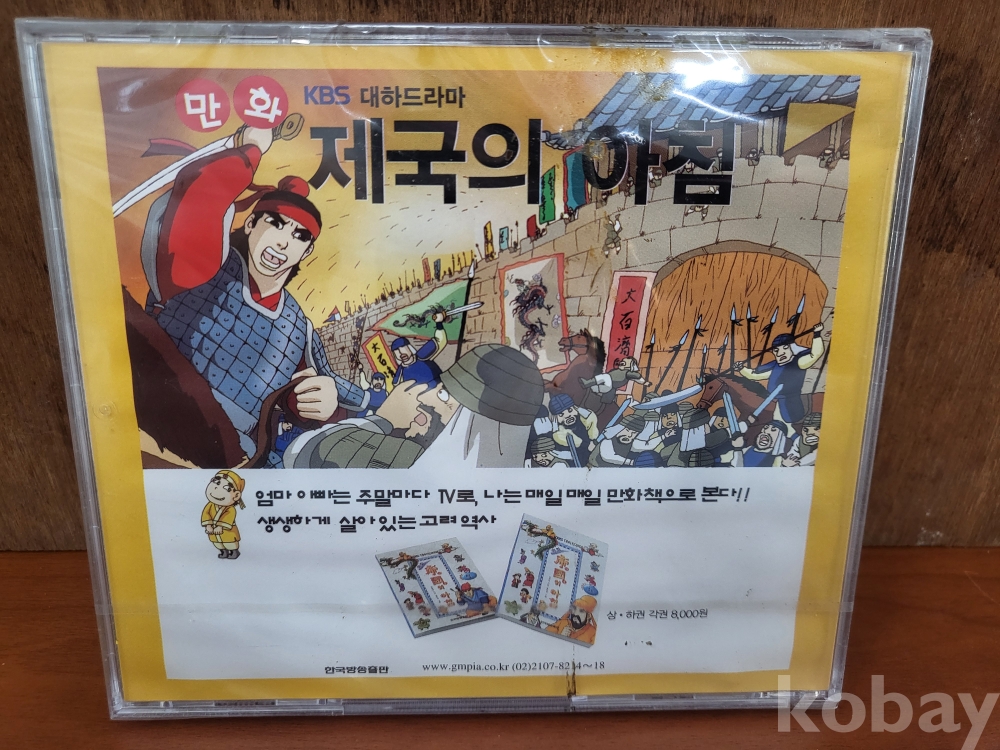 만화 KBS 대하드라마
제국의 아침
大百濟
大百濟
엄마 아빠는 주말마다 TV로, 나는 매일 매일 만화책으로 본다!!
생생하게 살아 있는 고려 역사
상·하권 각권 8,000원
한국방송출판
www.gmpia.co.kr (02)2107-8214~18
kobay